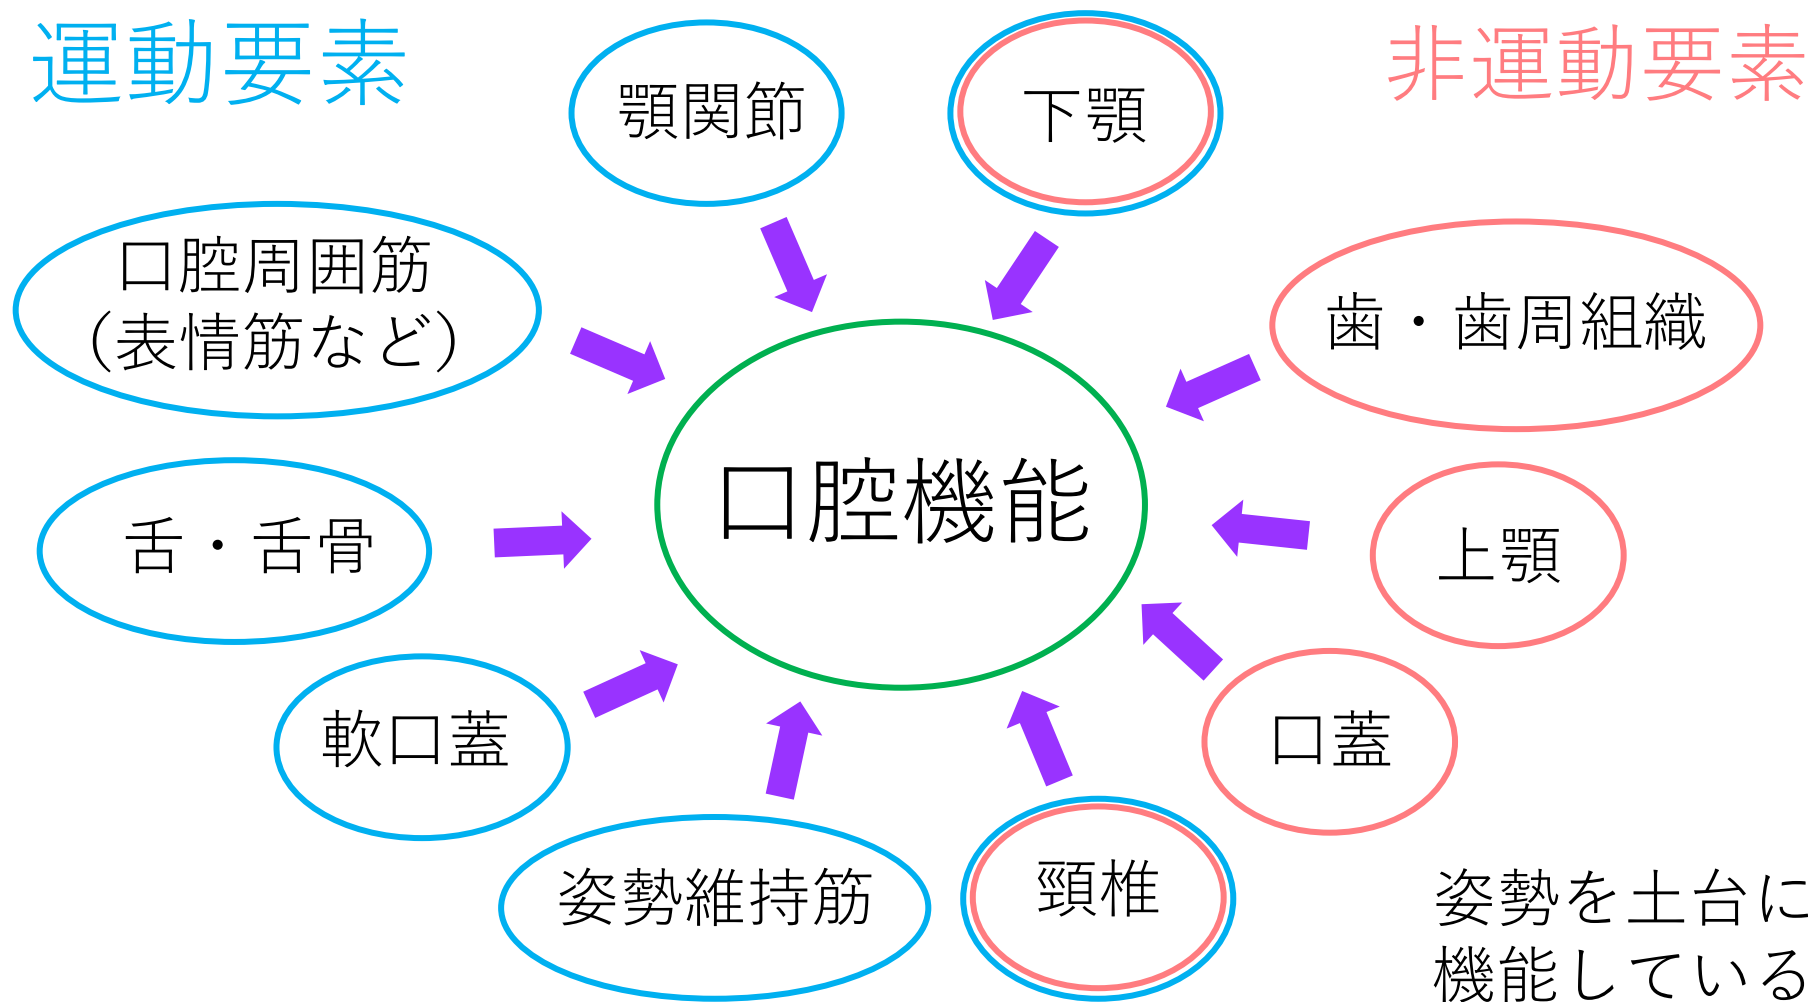 運動要素
非運動要素
顎関節
下顎
口腔周囲筋
（表情筋など）
歯・歯周組織
口腔機能
舌・舌骨
上顎
軟口蓋
口蓋
姿勢維持筋
頸椎
姿勢を土台に
機能している